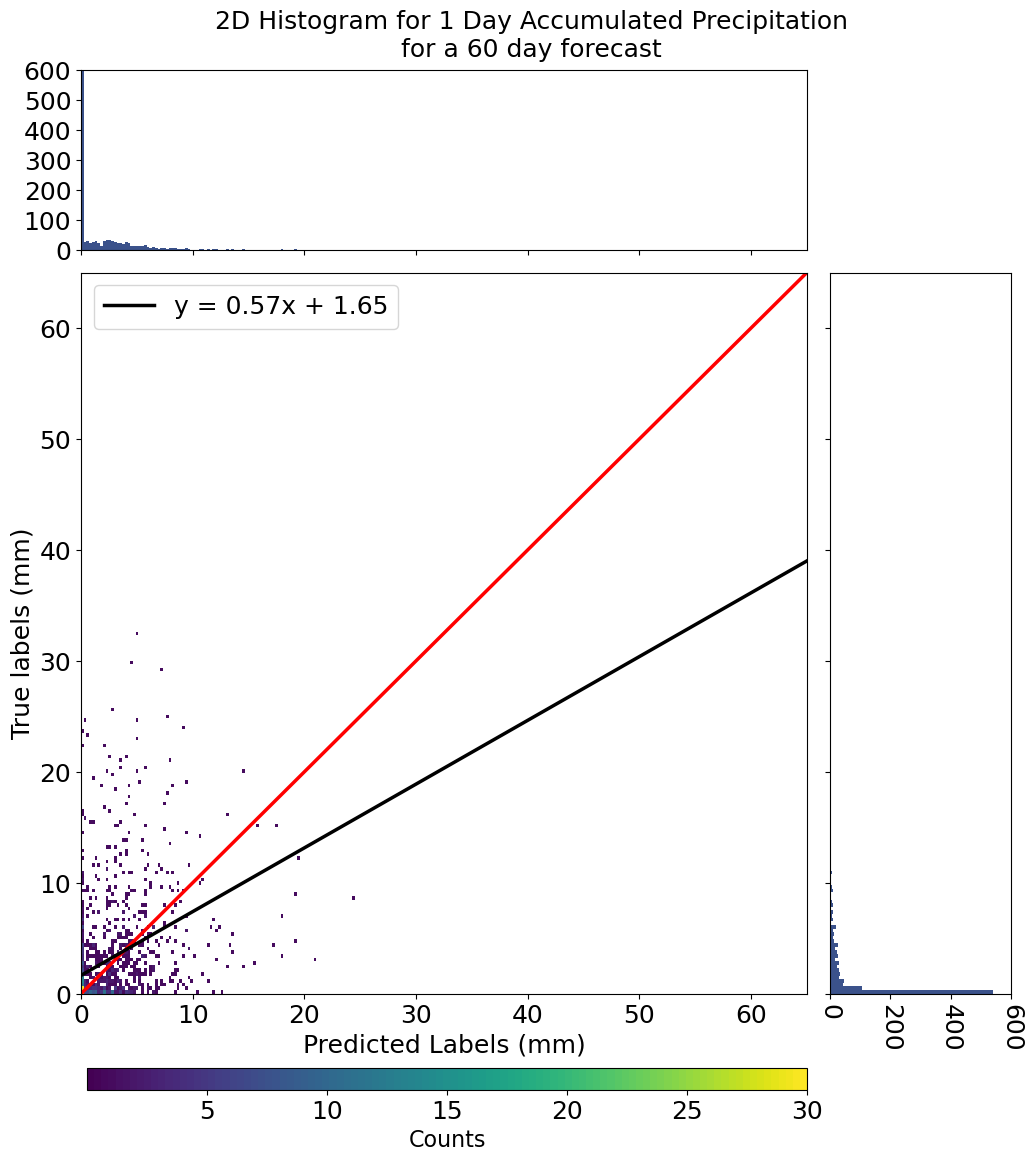 2D Histogram for 1 Day Accumulated Precipitation
for a 60 day forecast
600
500
400
300
200
100
0
y = 0.57x + 1.65
True labels (mm)
60
50
40
30
20
10
0
0 10 20 30 40 50 60
Predicted Labels (mm)
0 200 400 600
5 10 15 20 25 30
Counts